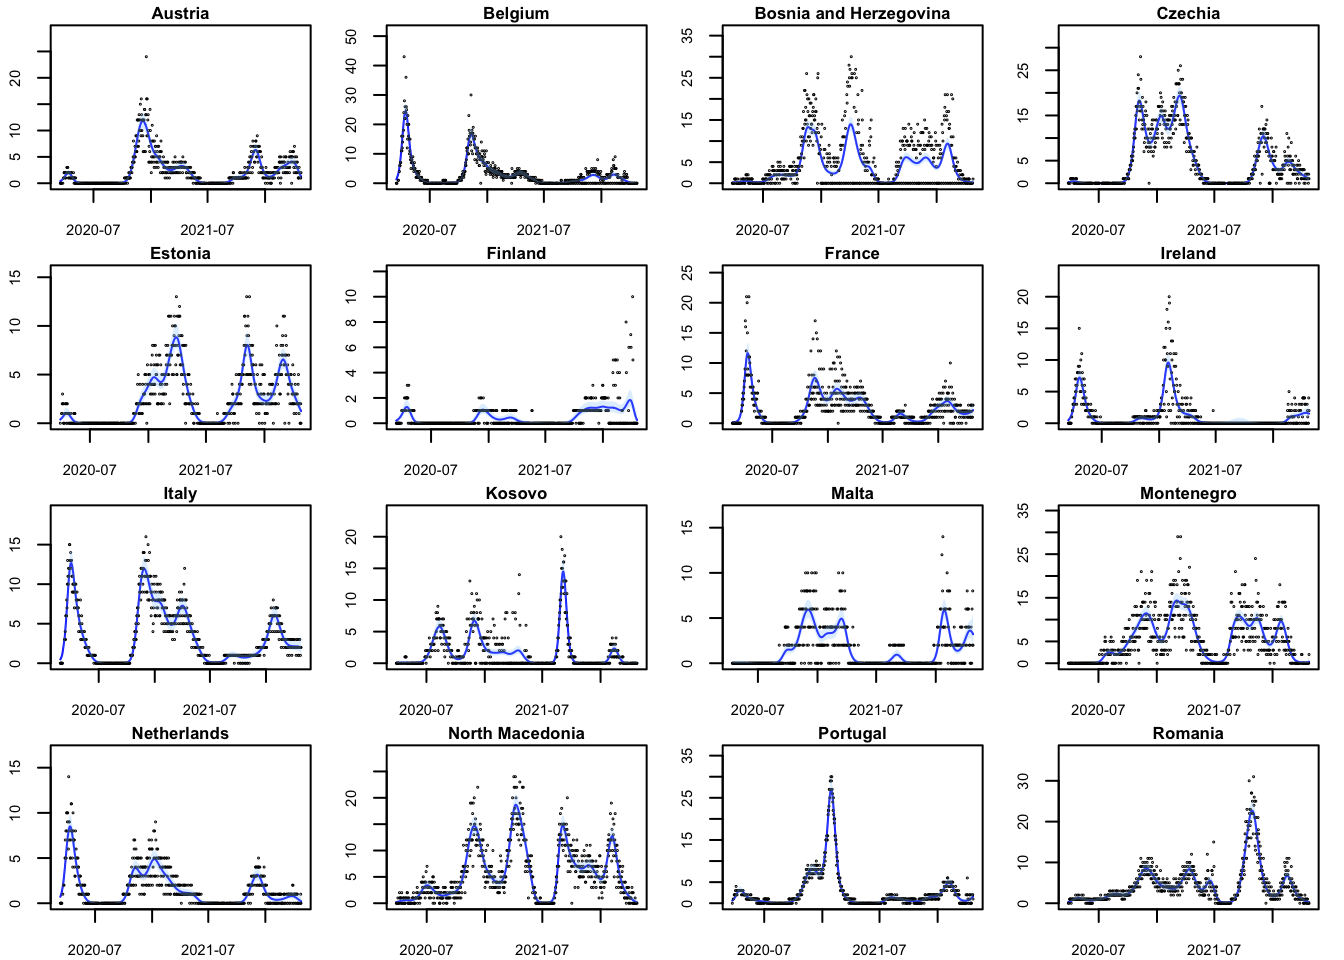 Austria Belgium Bosnia and Herzegovina Czechia
0 5 10 20
0 10 20 30 40 50
0 5 15 25 35
0 5 15 25
2020-07 2021-07 2020-07 2021-07 2020-07 2021-07 2020-07 2021-07
Estonia Finland France Ireland
0 5 10 15
0 2 4 6 8 10
0 5 10 15 20 25
0 5 10 15 20
2020-07 2021-07 2020-07 2021-07 2020-07 2021-07 2020-07 2021-07
Italy Kosovo Malta Montenegro
0 5 10 15
0 5 10 15 20
0 5 10 15
0 5 15 25 35
2020-07 2021-07 2020-07 2021-07 2020-07 2021-07 2020-07 2021-07
Netherlands North Macedonia Portugal Romania
0 5 10 15
0 5 10 20
0 5 15 25 35
0 10 20 30
2020-07 2021-07 2020-07 2021-07 2020-07 2021-07 2020-07 2021-07